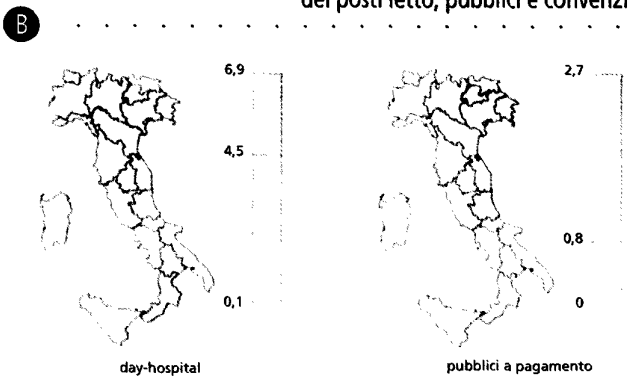 dei posti letto, pubblici e
B
6,9
4,5
0,1
day-hospital
2,7
0,8
0
pubblici a pagamento